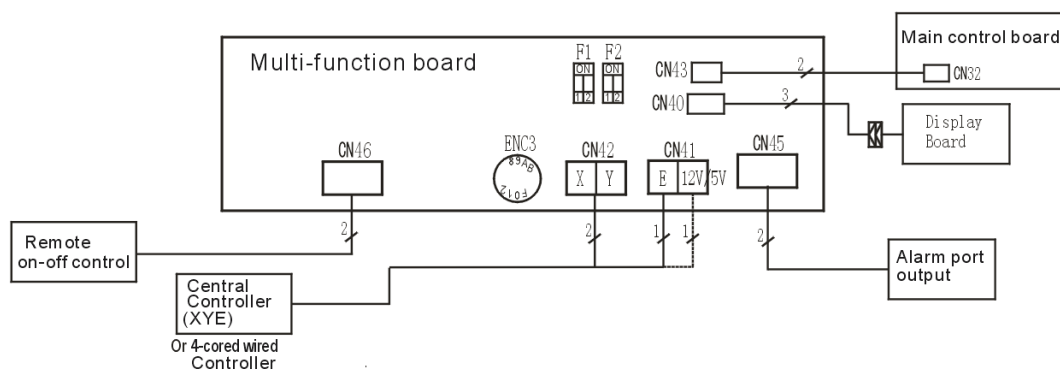 Multi-function board
F1 F2
ON ON
1 2 1 2
CN43
2
Main control board
CN32
CN40
3
Display
Board
CN46
ENC3
89AB
F012
CN42
X Y
CN41
E 12V/5V
CN45
2
2
1
1
2
Remote
on-off control
Central
Controller
(XYE)
Or 4-cored wired
Controller
Alarm port
output